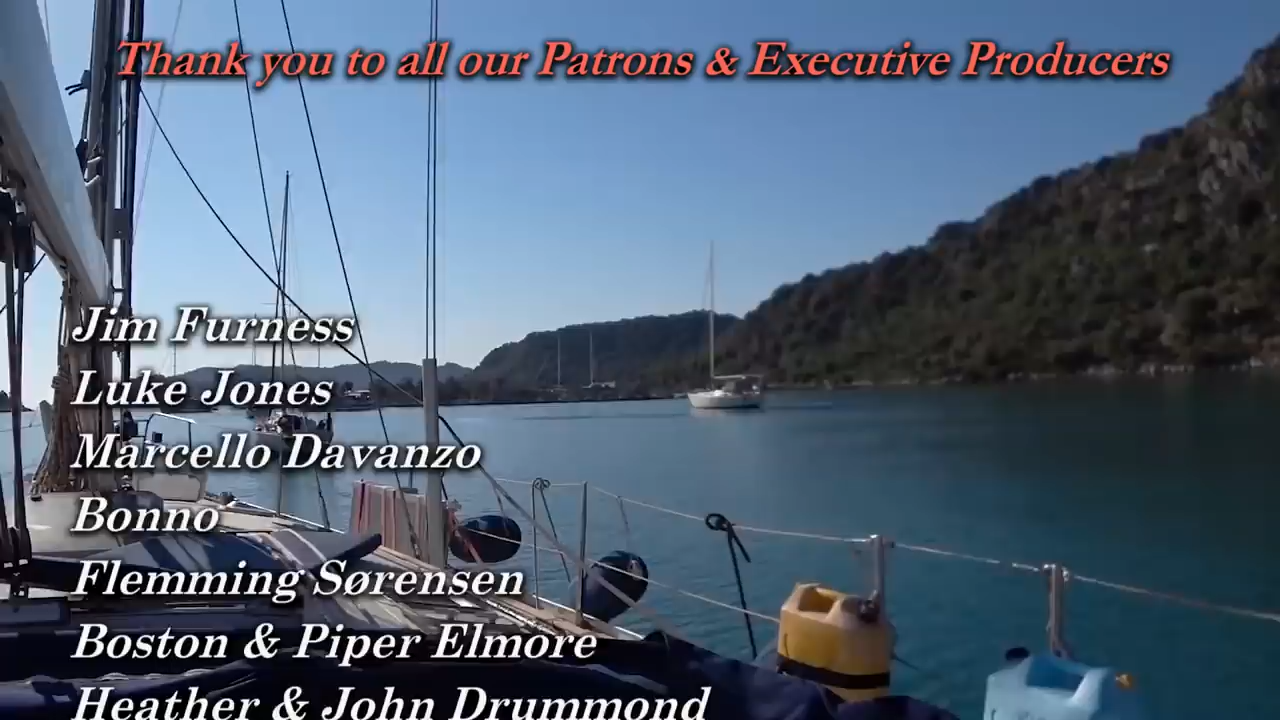 Thank you to all our Patrons & Executive Producers
Jim Furness
Luke Jones
Marcello Davanzo
Bonno
Flemming Sørensen
Boston & Piper Elmore
Heather & John Drummond